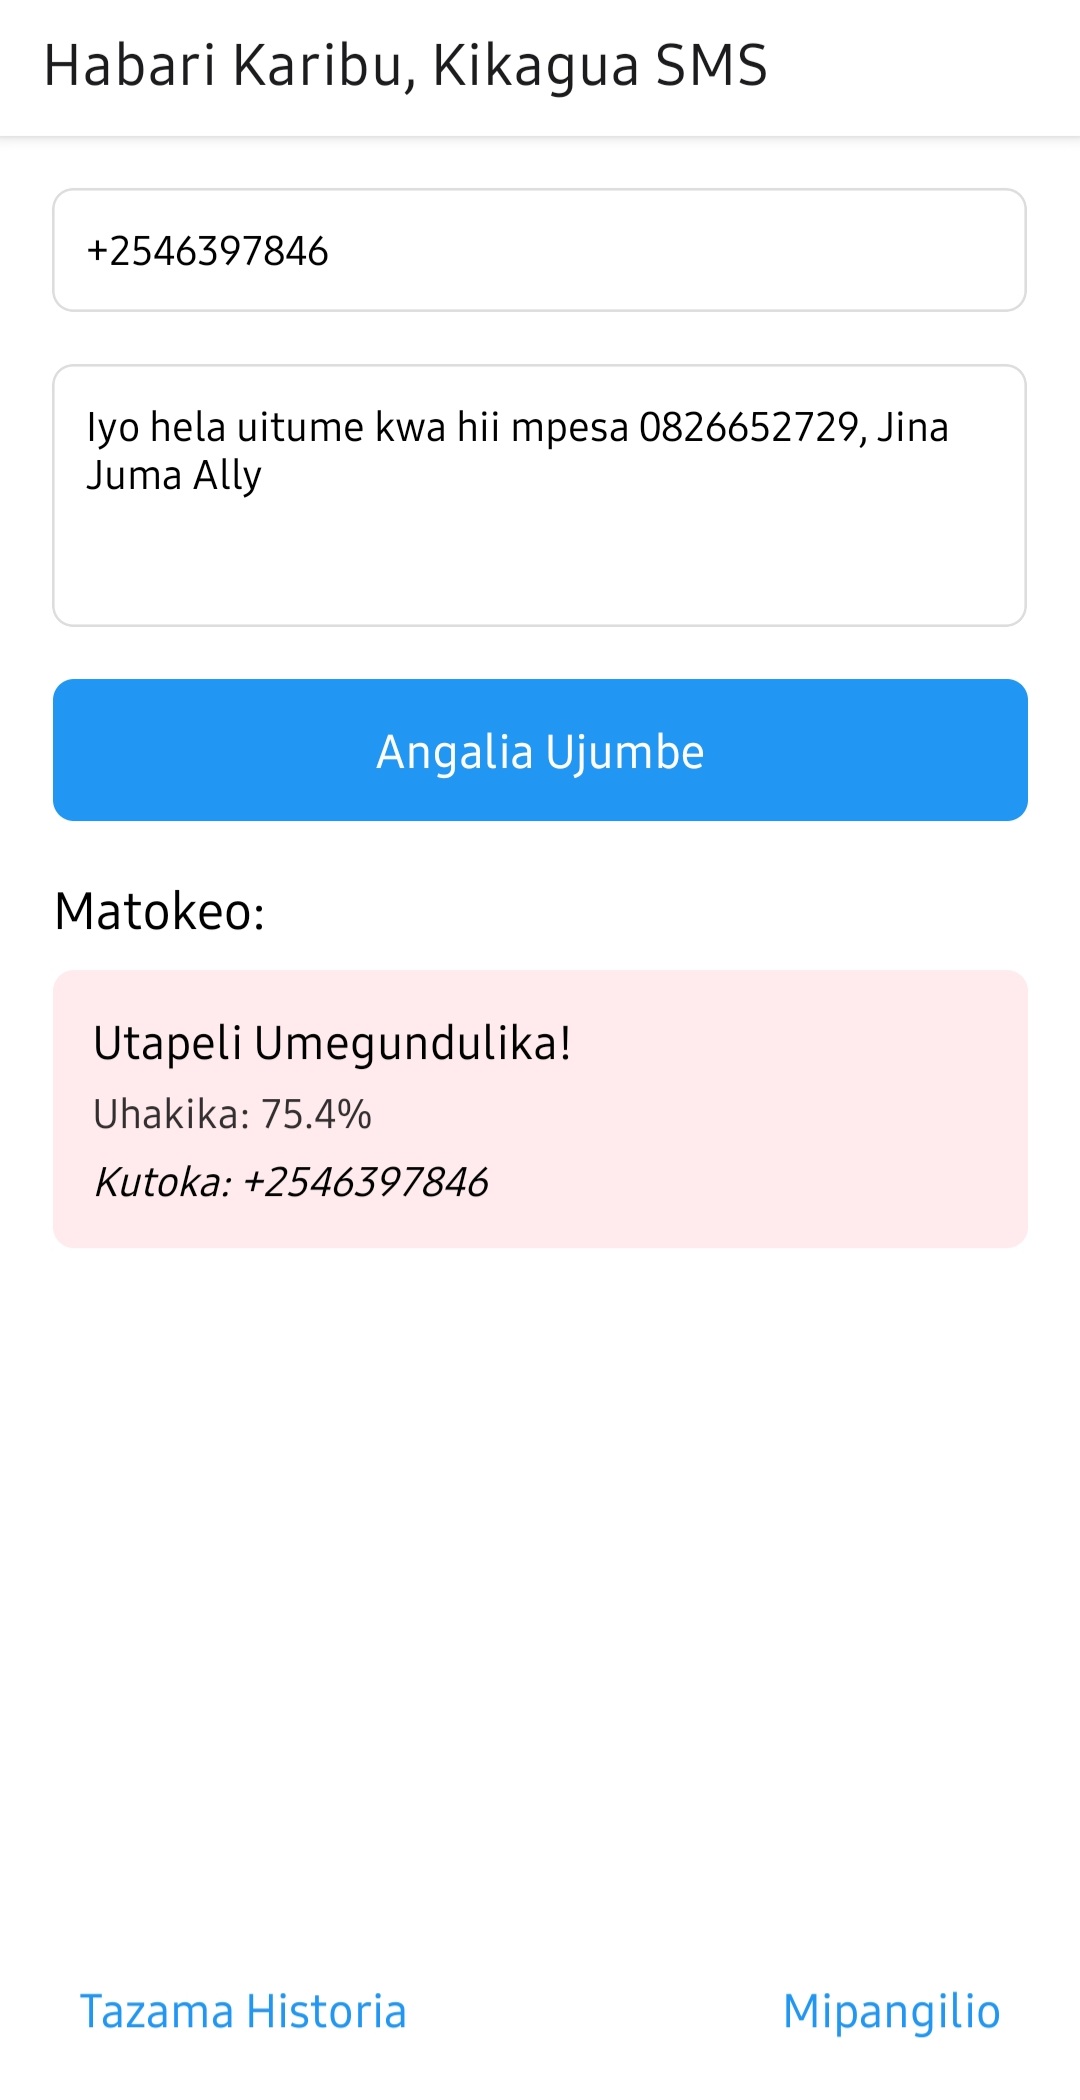 Habari Karibu, Kikagua SMS
+2546397846
Iyo hela uitume kwa hii mpesa 0826652729, Jina
Juma Ally
Angalia Ujumbe
Matokeo:
Utapeli Umegundulika!
Uhakika: 75.4%
Kutoka: +2546397846
Tazama Historia
Mipangilio